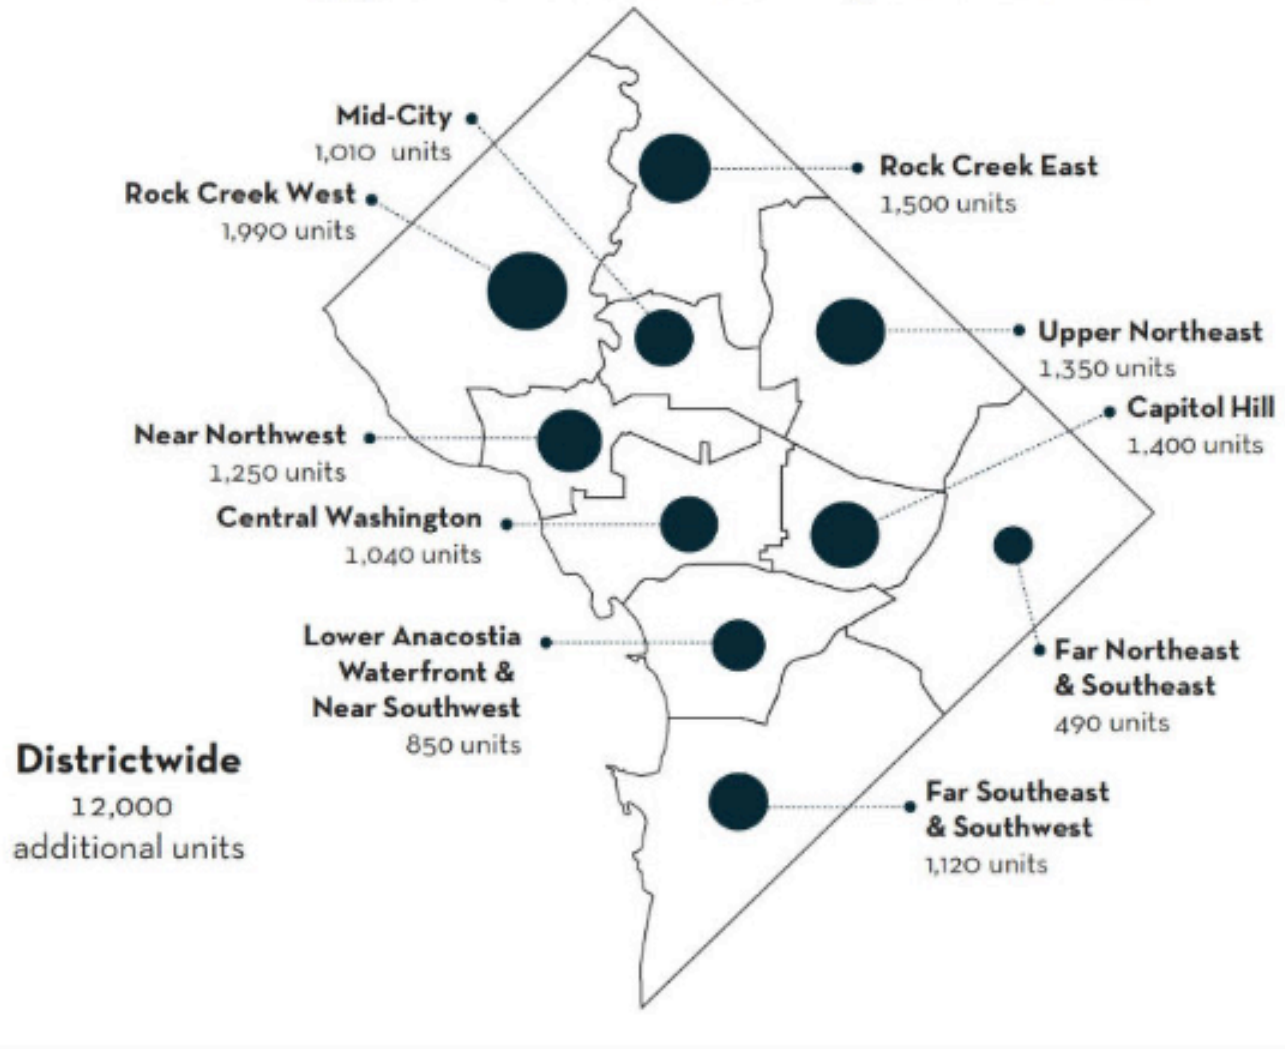 Mid-City
1,010 units
Rock Creek West
1,990 units
Rock Creek East
1,500 units
Upper Northeast
1,350 units
Capitol Hill
1,400 units
Near Northwest
1,250 units
Central Washington
1,040 units
Lower Anacostia
Waterfront &
Near Southwest
850 units
Far Northeast
& Southeast
490 units
Far Southeast
& Southwest
1,120 units
Districtwide
12,000
additional units